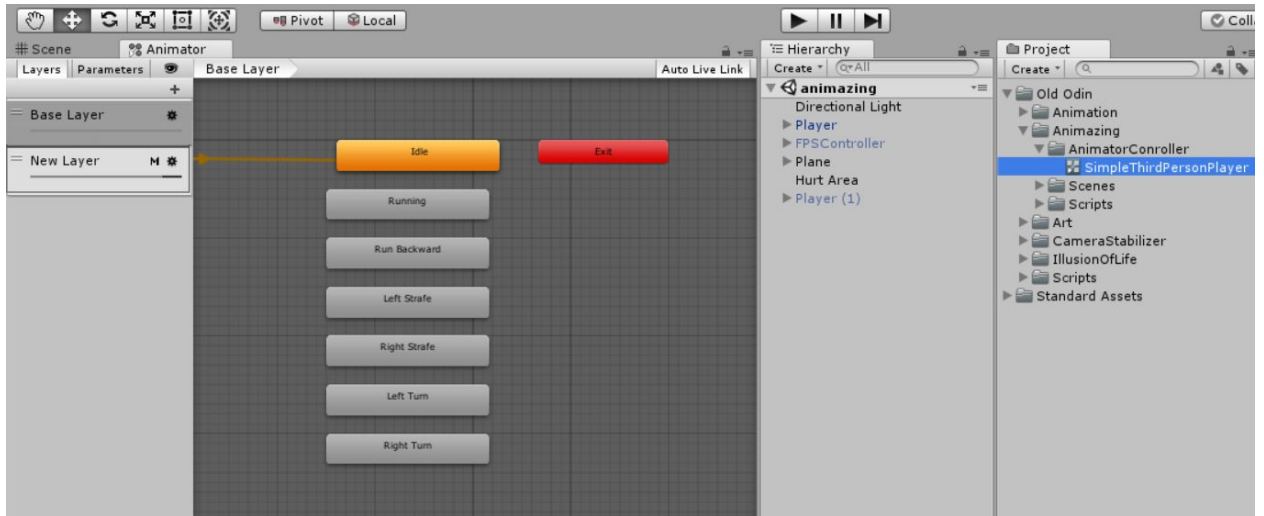 Pivot Local
Colla
Scene Animator
Layers Parameters Base Layer Auto Live Link
Base Layer
New Layer M
Idle
Exit
Running
Run Backward
Left Strafe
Right Strafe
Left Turn
Right Turn
Hierarchy
Create All
animazing
Directional Light
Player
FPSController
Plane
Hurt Area
Player (1)
Project
Create
Old Odin
Animation
Animazing
AnimatorConroller
SimpleThirdPersonPlayer
Scenes
Scripts
Art
CameraStabilizer
IllusionOfLife
Scripts
Standard Assets